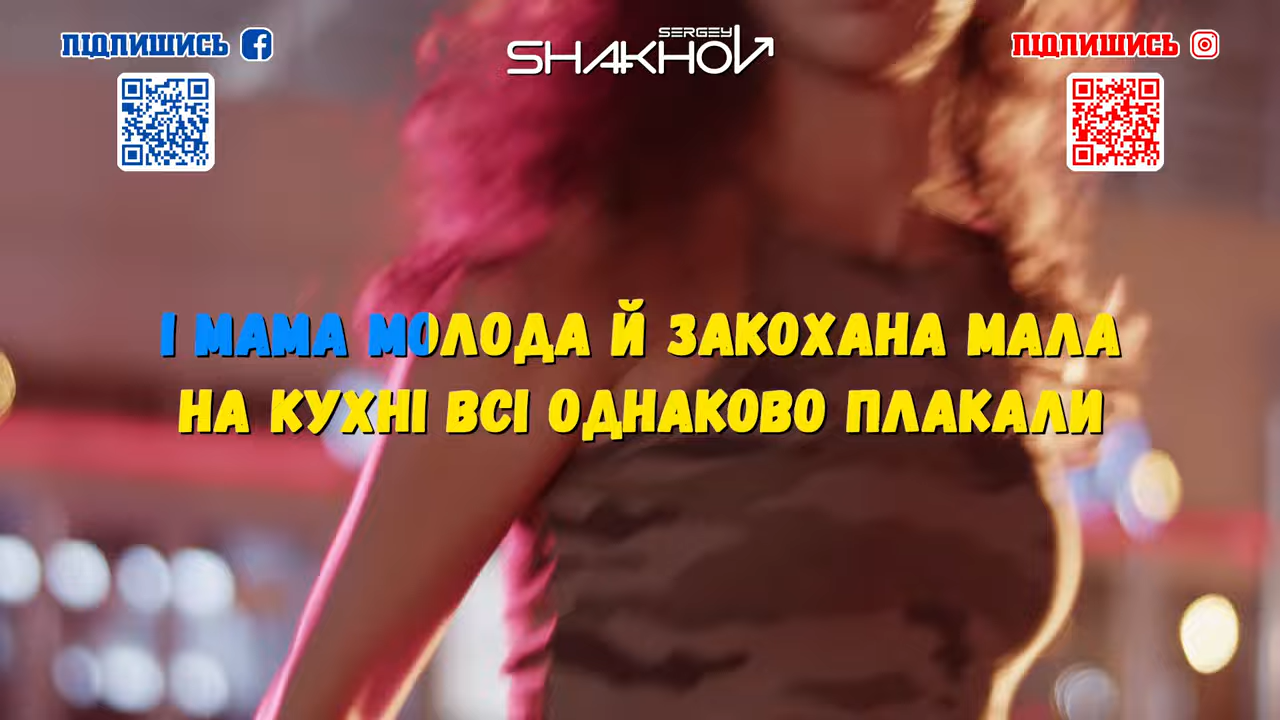 ПІДПИШИСЬ
SERGEY
SHAKHOV
ПІДПИШИСЬ
І МАМА МОЛОДА Й ЗАКОХАНА МАЛА
НА КУХНІ ВСІ ОДНАКОВО ПЛАКАЛИ